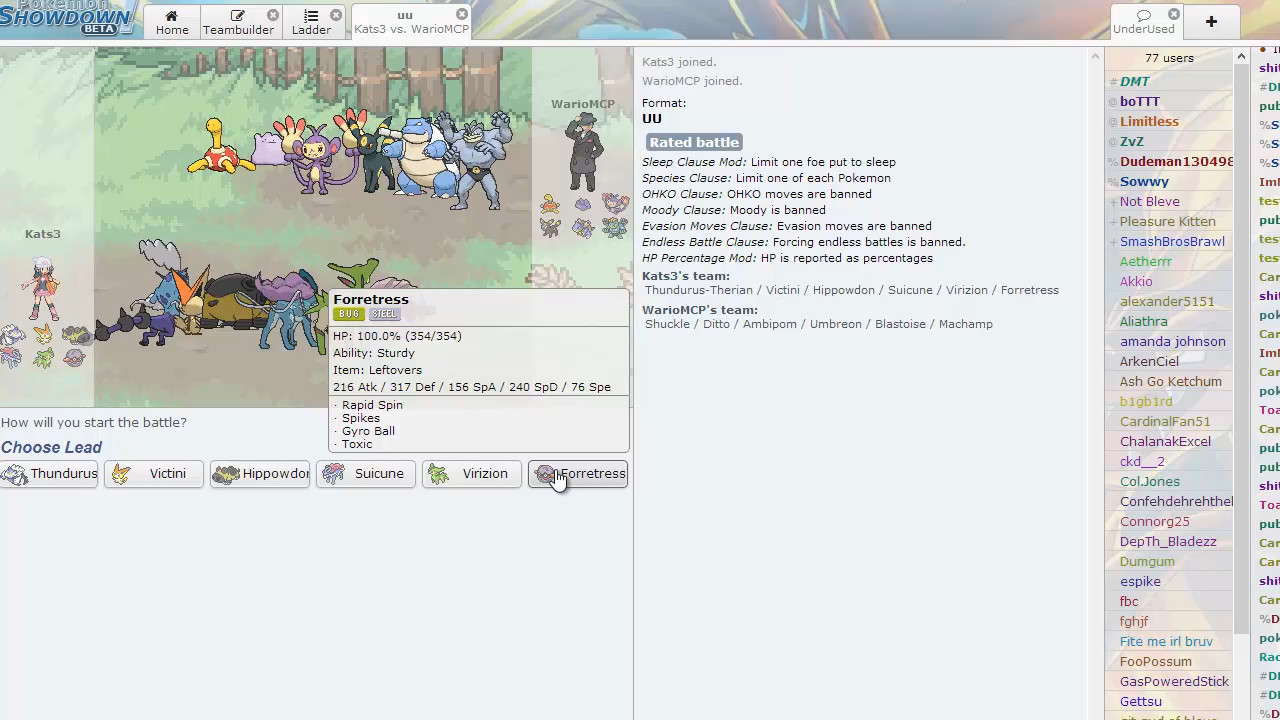 Pokémon
SHOWDOWN
BETA
Home
Teambuilder
Ladder
uu
Kats3 vs. WarioMCP
UnderUsed
+
WarioMCP
Kats3
Forretress
BUG STEEL
HP: 100.0% (354/354)
Ability: Sturdy
Item: Leftovers
216 Atk / 317 Def / 156 SpA / 240 SpD / 76 Spe
· Rapid Spin
· Spikes
· Gyro Ball
· Toxic
How will you start the battle?
Choose Lead
Thundurus
Victini
Hippowdon
Suicune
Virizion
Forretress
Kats3 joined.
WarioMCP joined.
Format:
UU
Rated battle
Sleep Clause Mod: Limit one foe put to sleep
Species Clause: Limit one of each Pokemon
OHKO Clause: OHKO moves are banned
Moody Clause: Moody is banned
Evasion Moves Clause: Evasion moves are banned
Endless Battle Clause: Forcing endless battles is banned.
HP Percentage Mod: HP is reported as percentages
Kats3's team:
Thundurus-Therian / Victini / Hippowdon / Suicune / Virizion / Forretress
WarioMCP's team:
Shuckle / Ditto / Ambipom / Umbreon / Blastoise / Machamp
77 users
# DMT
@ boTTT
@ Limitless
@ ZvZ
% Dudeman130498
% Sowwy
+ Not Bleve
+ Pleasure Kitten
+ SmashBrosBrawl
Aetherrr
Akkio
alexander5151
Aliathra
amanda johnson
ArkenCiel
Ash Go Ketchum
b1gb1rd
CardinalFan51
ChalanakExcel
ckd__2
Col.Jones
Confehdehrehthel
Connorg25
DepTh_Bladezz
Dumgum
espike
fbc
fghjf
Fite me irl bruv
FooPossum
GasPoweredStick
Gettsu